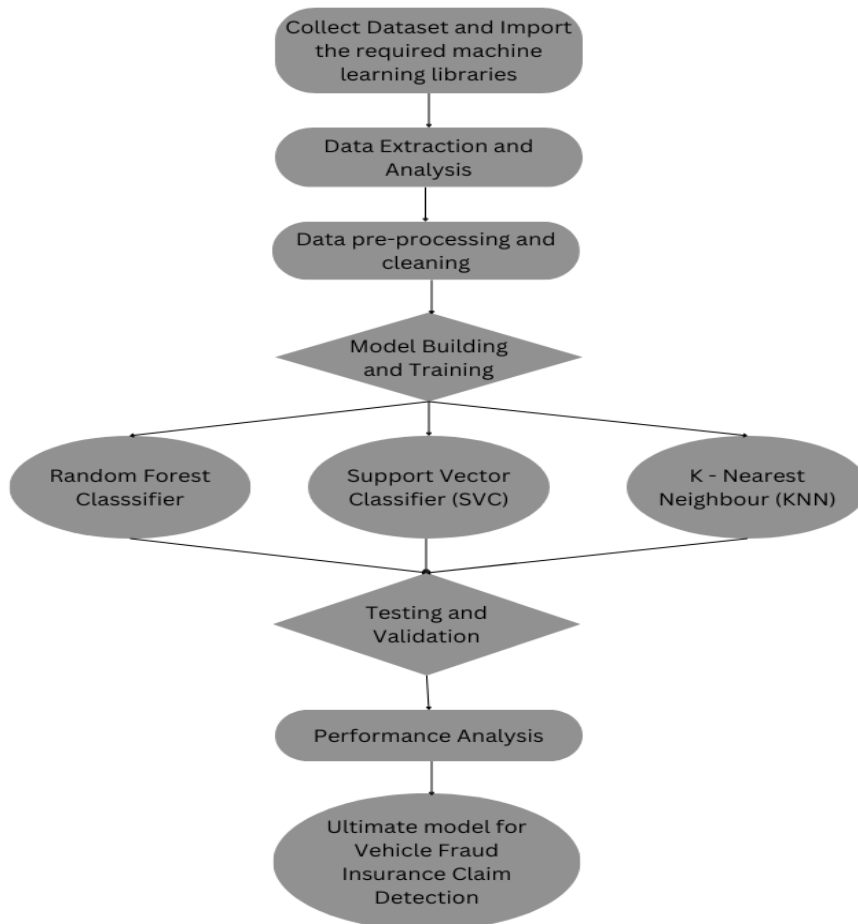 Collect Dataset and Import
the required machine
learning libraries
Data Extraction and
Analysis
Data pre-processing and
cleaning
Model Building
and Training
Random Forest
Classsifier
Support Vector
Classifier (SVC)
K - Nearest
Neighbour (KNN)
Testing and
Validation
Performance Analysis
Ultimate model for
Vehicle Fraud
Insurance Claim
Detection